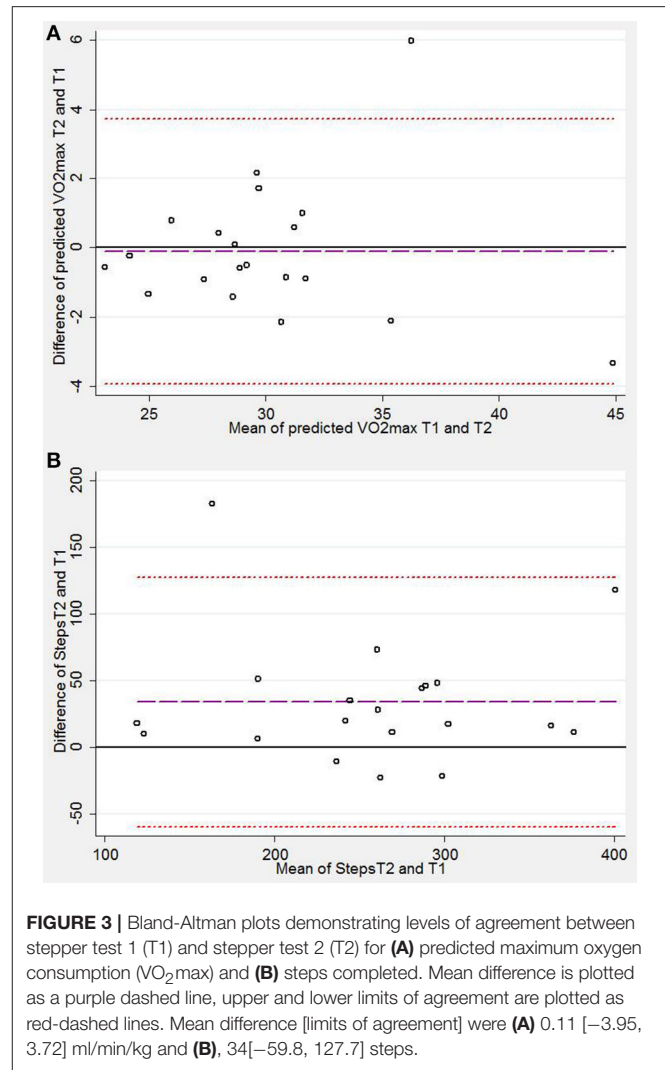 A
Difference of predicted VO2max T2 and T1
6
4
2
0
-2
-4
25
30
35
40
45
Mean of predicted VO2max T1 and T2
B
Difference of StepsT2 and T1
200
150
100
50
0
-50
100
200
300
400
Mean of StepsT2 and T1
FIGURE 3 | Bland-Altman plots demonstrating levels of agreement between
stepper test 1 (T1) and stepper test 2 (T2) for (A) predicted maximum oxygen
consumption (VO₂max) and (B) steps completed. Mean difference is plotted
as a purple dashed line, upper and lower limits of agreement are plotted as
red-dashed lines. Mean difference [limits of agreement] were (A) 0.11 [−3.95,
3.72] ml/min/kg and (B), 34[−59.8, 127.7] steps.